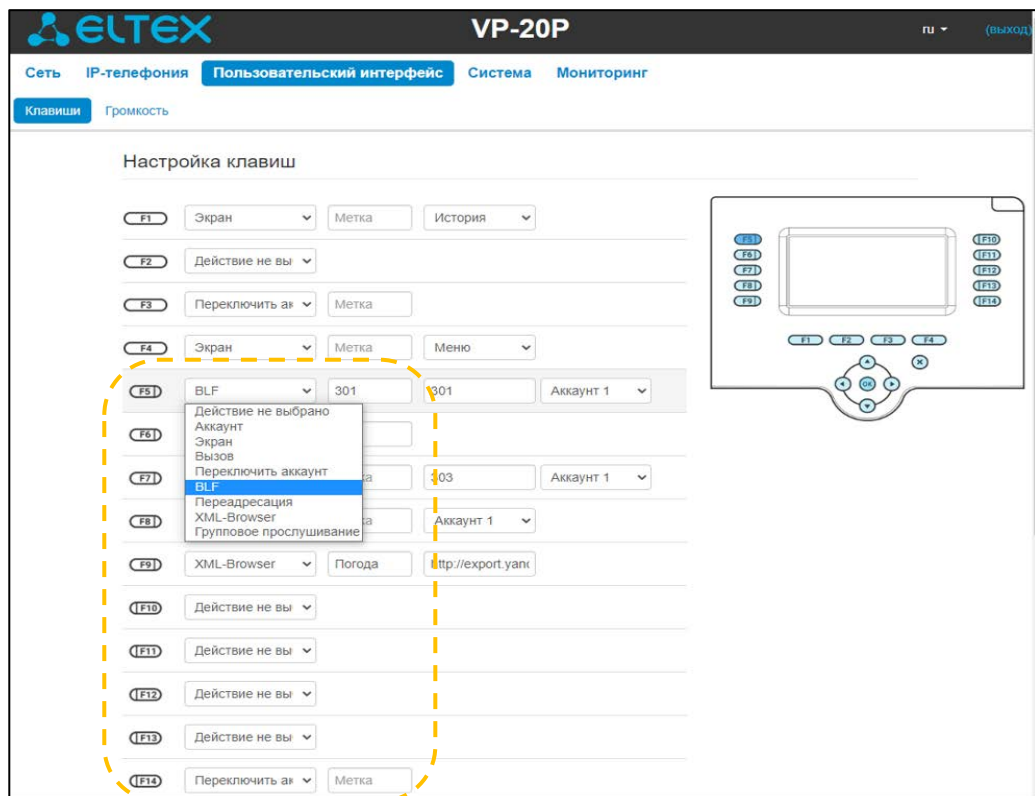 ELTEX VP-20P ru (выход)
Сеть IP-телефония Пользовательский интерфейс Система Мониторинг
Клавиши Громкость
Настройка клавиш
F1 Экран Метка История
F2 Действие не вы
F3 Переключить ак Метка
F4 Экран Метка Меню
F5 BLF 301 301 Аккаунт 1
Действие не выбрано
Аккаунт
F6 Экран
Вызов
Переключить аккаунт
F7 BLF 303 Аккаунт 1
Переадресация
XML-Browser
F8 Групповое прослушивание Аккаунт 1
F9 XML-Browser Погода http://export.yand
F10 Действие не вы
F11 Действие не вы
F12 Действие не вы
F13 Действие не вы
F14 Переключить ак Метка
F5 F10
F6 F11
F7 F12
F8 F13
F9 F14
F1 F2 F3 F4
OK